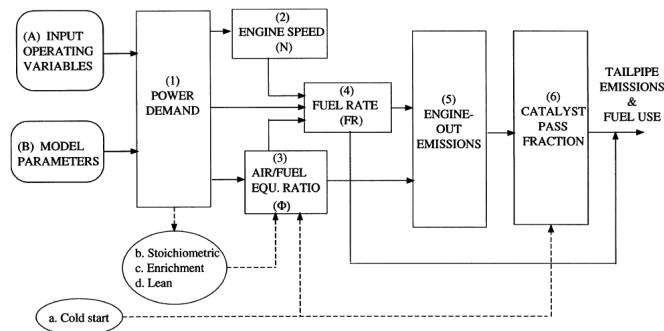 (A) INPUT
OPERATING
VARIABLES
(B) MODEL
PARAMETERS
(1)
POWER
DEMAND
(2)
ENGINE SPEED
(N)
(4)
FUEL RATE
(FR)
(3)
AIR/FUEL
EQU. RATIO
(Φ)
(5)
ENGINE-
OUT
EMISSIONS
(6)
CATALYST
PASS
FRACTION
TAILPIPE
EMISSIONS
&
FUEL USE
b. Stoichiometric
c. Enrichment
d. Lean
a. Cold start